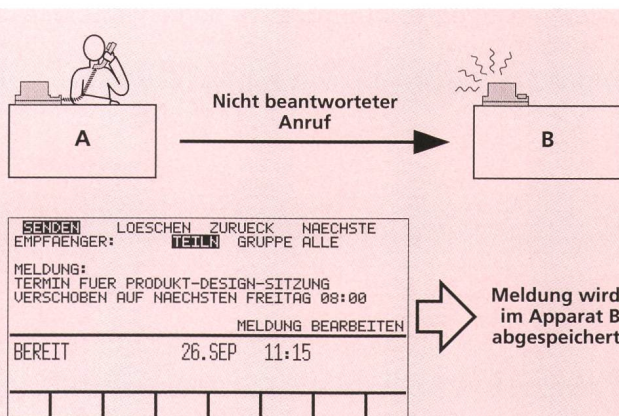 Nicht beantworteter
Anruf
A
B
SENDEN LOESCHEN ZURUECK NAECHSTE
EMPFAENGER: TEILN GRUPPE ALLE
MELDUNG:
TERMIN FUER PRODUKT-DESIGN-SITZUNG
VERSCHOBEN AUF NAECHSTEN FREITAG 08:00
MELDUNG BEARBEITEN
BEREIT 26.SEP 11:15
Meldung wird
im Apparat B
abgespeichert